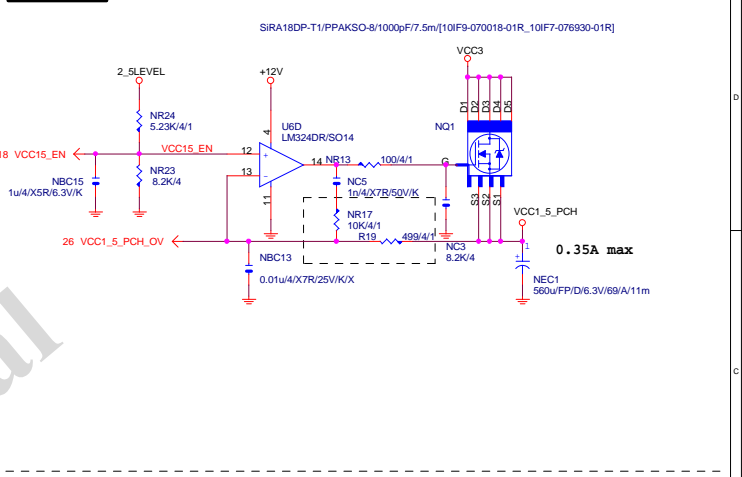 SiRA18DP-T1/PPAKSO-8/1000pF/7.5m/[10IF9-070018-01R_10IF7-076930-01R]
VCC3
2_5LEVEL
+12V
D1
D2
D3
D4
D5
D
NR24
5.23K/4/1
U6D
LM324DR/SO14
NQ1
4
18 VCC15_EN
VCC15_EN
12
+
14
NR13
100/4/1
G
13
-
NBC15
1u/4/X5R/6.3V/K
NR23
8.2K/4
11
NC5
1n/4/X7R/50V/K
S3
S2
S1
NR17
10K/4/1
VCC1_5_PCH
26 VCC1_5_PCH_OV
R19
499/4/1
NC3
8.2K/4
1
+
0.35A max
NBC13
0.01u/4/X7R/25V/K/X
NEC1
560u/FP/D/6.3V/69/A/11m
C